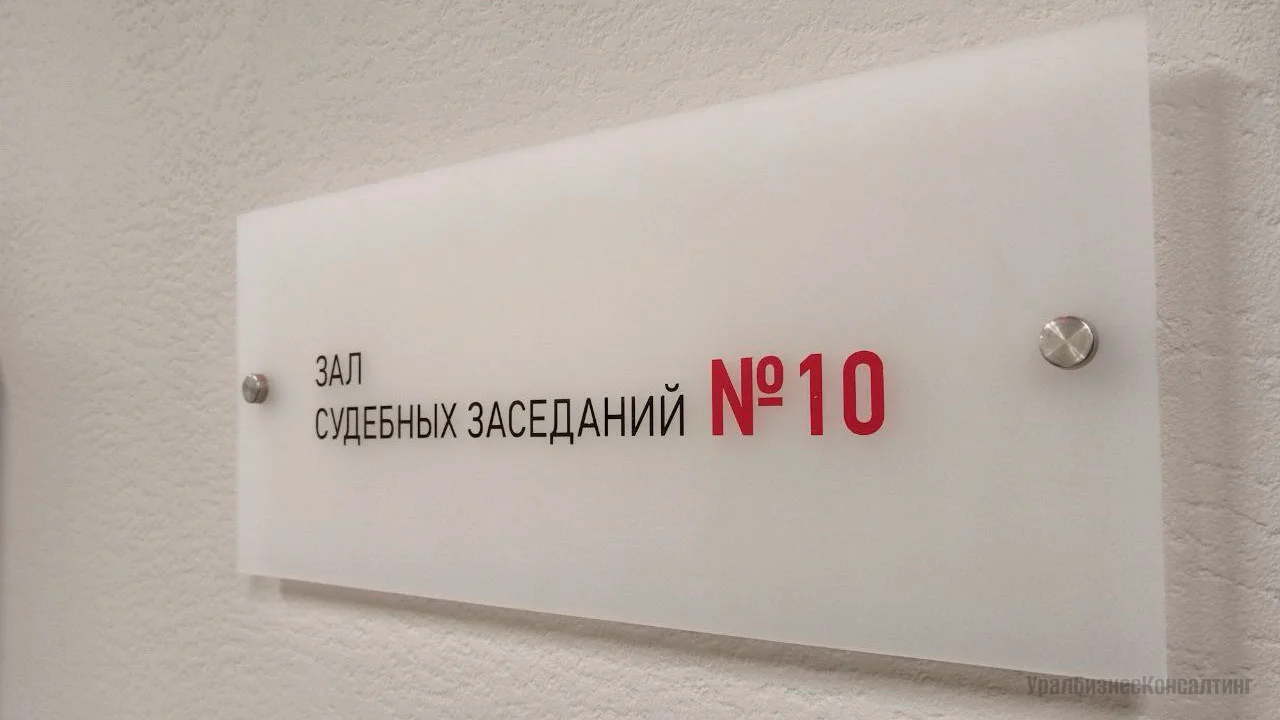 ЗАЛ
СУДЕБНЫХ ЗАСЕДАНИЙ №10
УралБизнесКонсалтинг